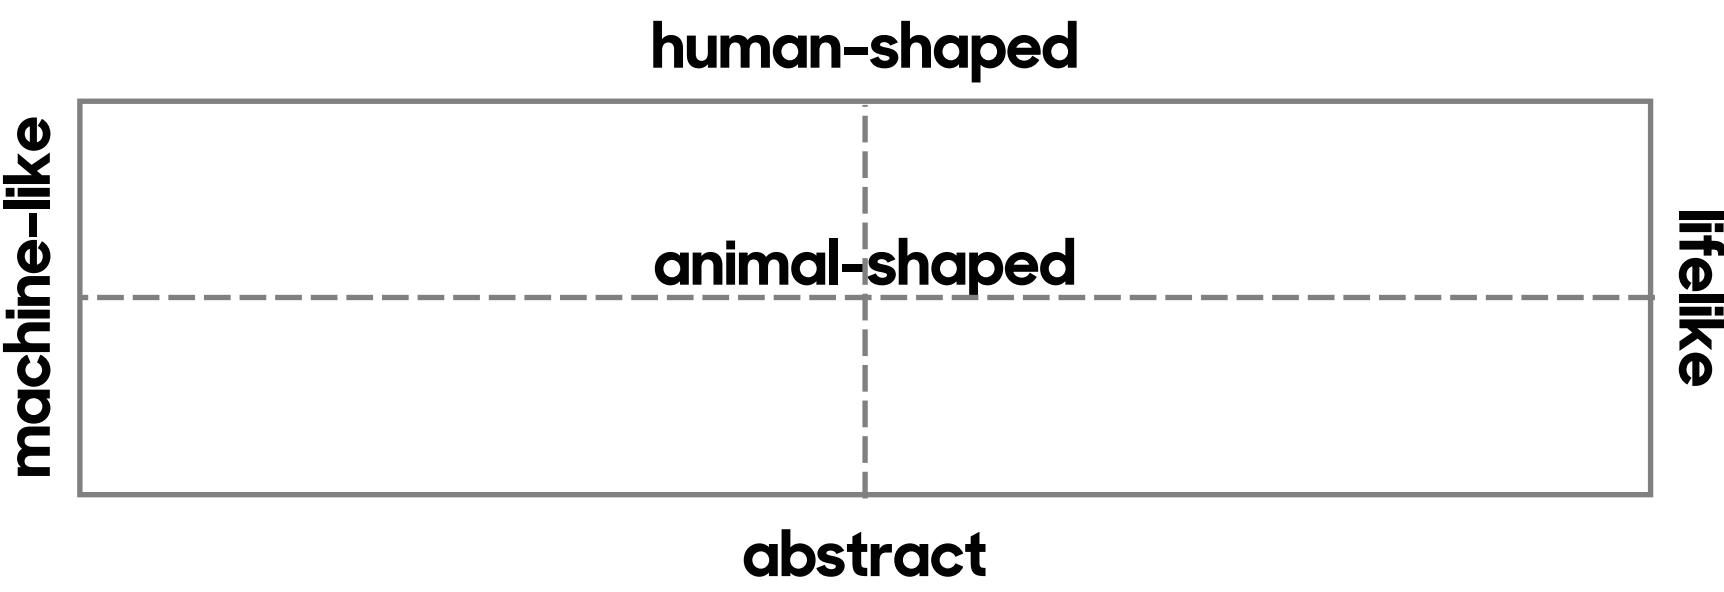 human-shaped
machine-like
animal-shaped
lifelike
abstract